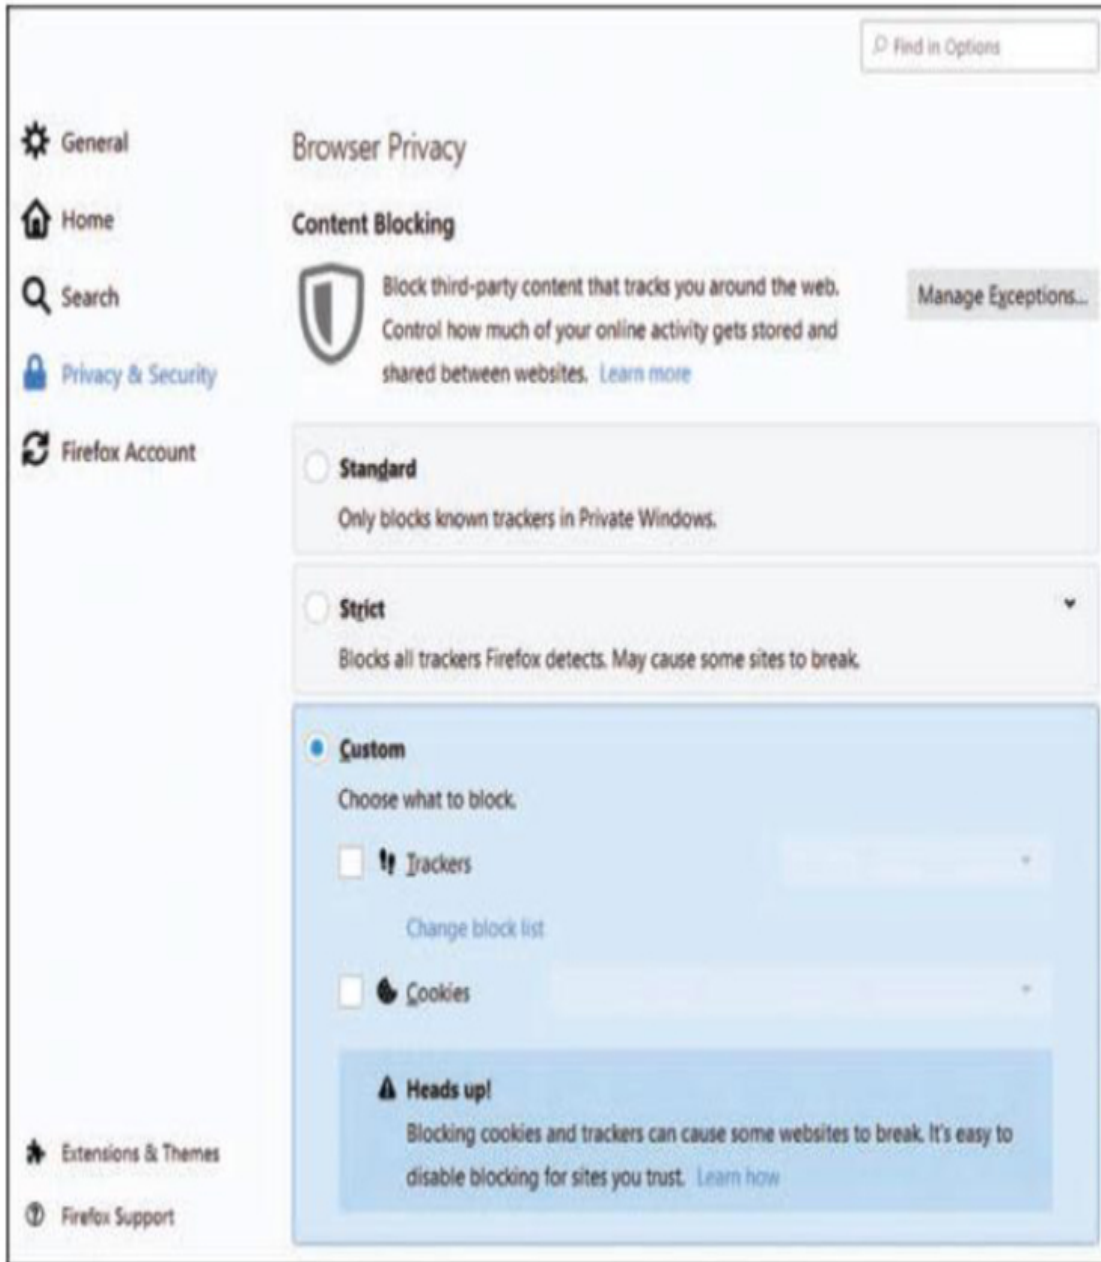 Find in Options
General
Home
Search
Privacy & Security
Firefox Account
Extensions & Themes
Firefox Support
Browser Privacy
Content Blocking
Block third-party content that tracks you around the web.
Control how much of your online activity gets stored and
shared between websites. Learn more
Manage Exceptions...
Standard
Only blocks known trackers in Private Windows.
Strict
Blocks all trackers Firefox detects. May cause some sites to break.
Custom
Choose what to block.
Trackers
Change block list
Cookies
Heads up!
Blocking cookies and trackers can cause some websites to break. It's easy to
disable blocking for sites you trust. Learn how